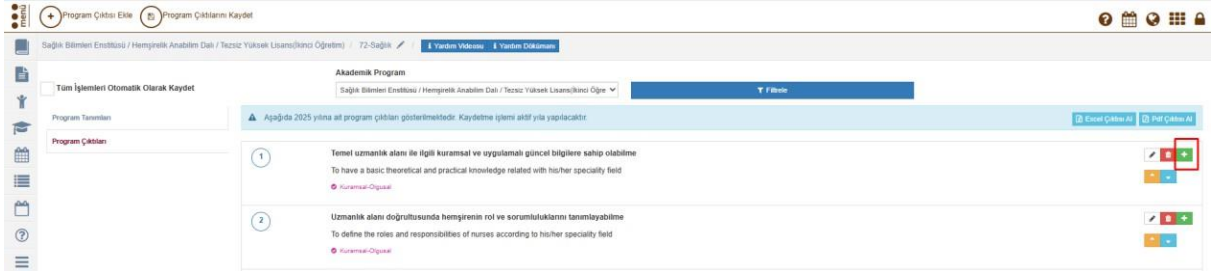 menü
Program Çıktısı Ekle
Program Çıktılarını Kaydet
Sağlık Bilimleri Enstitüsü / Hemşirelik Anabilim Dalı / Tezsiz Yüksek Lisans(İkinci Öğretim) / 72-Sağlık /
Yardım Videosu
Yardım Dökümanı
Akademik Program
Tüm İşlemleri Otomatik Olarak Kaydet
Sağlık Bilimleri Enstitüsü / Hemşirelik Anabilim Dalı / Tezsiz Yüksek Lisans(İkinci Öğre
Filtrele
Program Tanımları
Aşağıda 2025 yılına ait program çıktıları gösterilmektedir. Kaydetme işlemi aktif yıla yapılacaktır.
Excel Çıktısı Al
Pdf Çıktısı Al
Program Çıktıları
1
Temel uzmanlık alanı ile ilgili kuramsal ve uygulamalı güncel bilgilere sahip olabilme
To have a basic theoretical and practical knowledge related with his/her speciality field
Kuramsal-Olgusal
2
Uzmanlık alanı doğrultusunda hemşirenin rol ve sorumluluklarını tanımlayabilme
To define the roles and responsibilities of nurses according to his/her speciality field
Kuramsal-Olgusal